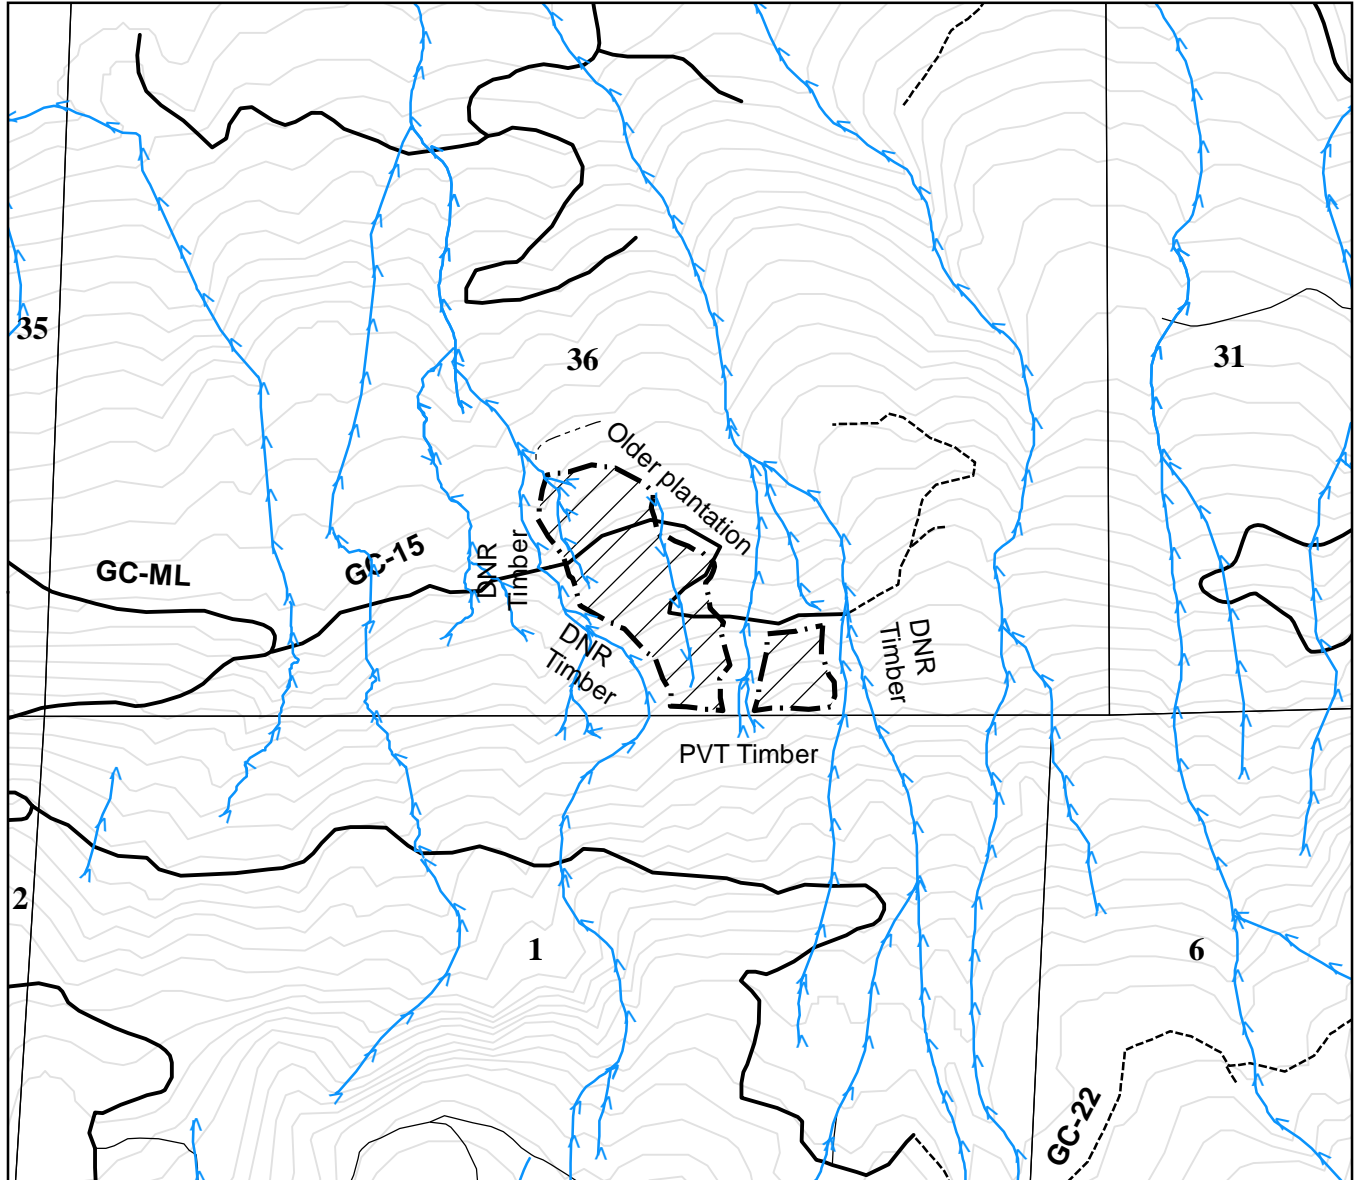 35
36
31
Older plantation
GC-ML
GC-15
DNR
Timber
DNR
Timber
DNR
Timber
PVT Timber
2
1
6
GC-22